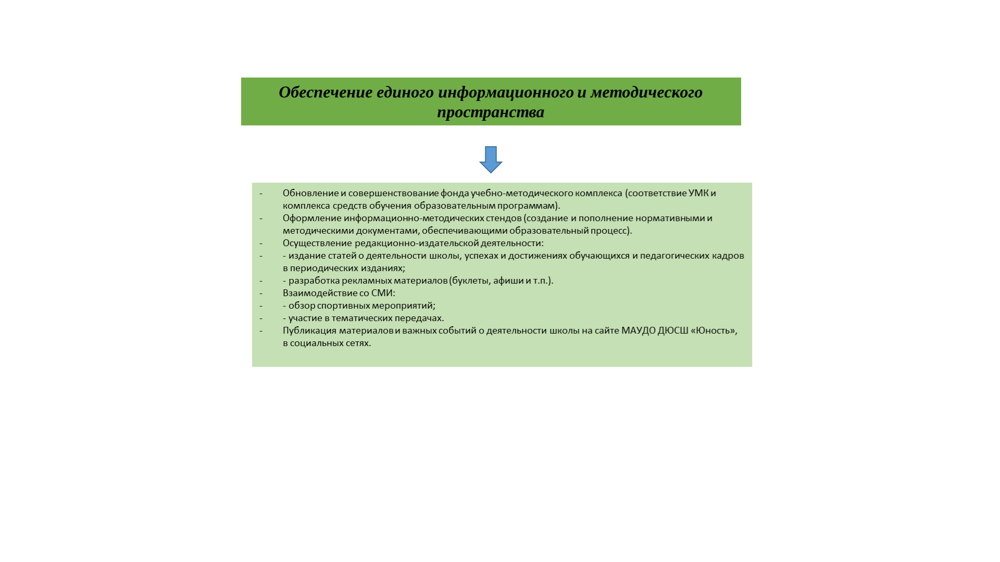 Обеспечение единого информационного и методического
пространства
- Обновление и совершенствование фонда учебно-методического комплекса (соответствие УМК и
комплекса средств обучения образовательным программам).
- Оформление информационно-методических стендов (создание и пополнение нормативными и
методическими документами, обеспечивающими образовательный процесс).
- Осуществление редакционно-издательской деятельности:
- - издание статей о деятельности школы, успехах и достижениях обучающихся и педагогических кадров
в периодических изданиях;
- - разработка рекламных материалов (буклеты, афиши и т.п.).
- Взаимодействие со СМИ:
- - обзор спортивных мероприятий;
- - участие в тематических передачах.
- Публикация материалов и важных событий о деятельности школы на сайте МАУДО ДЮСШ «Юность»,
в социальных сетях.